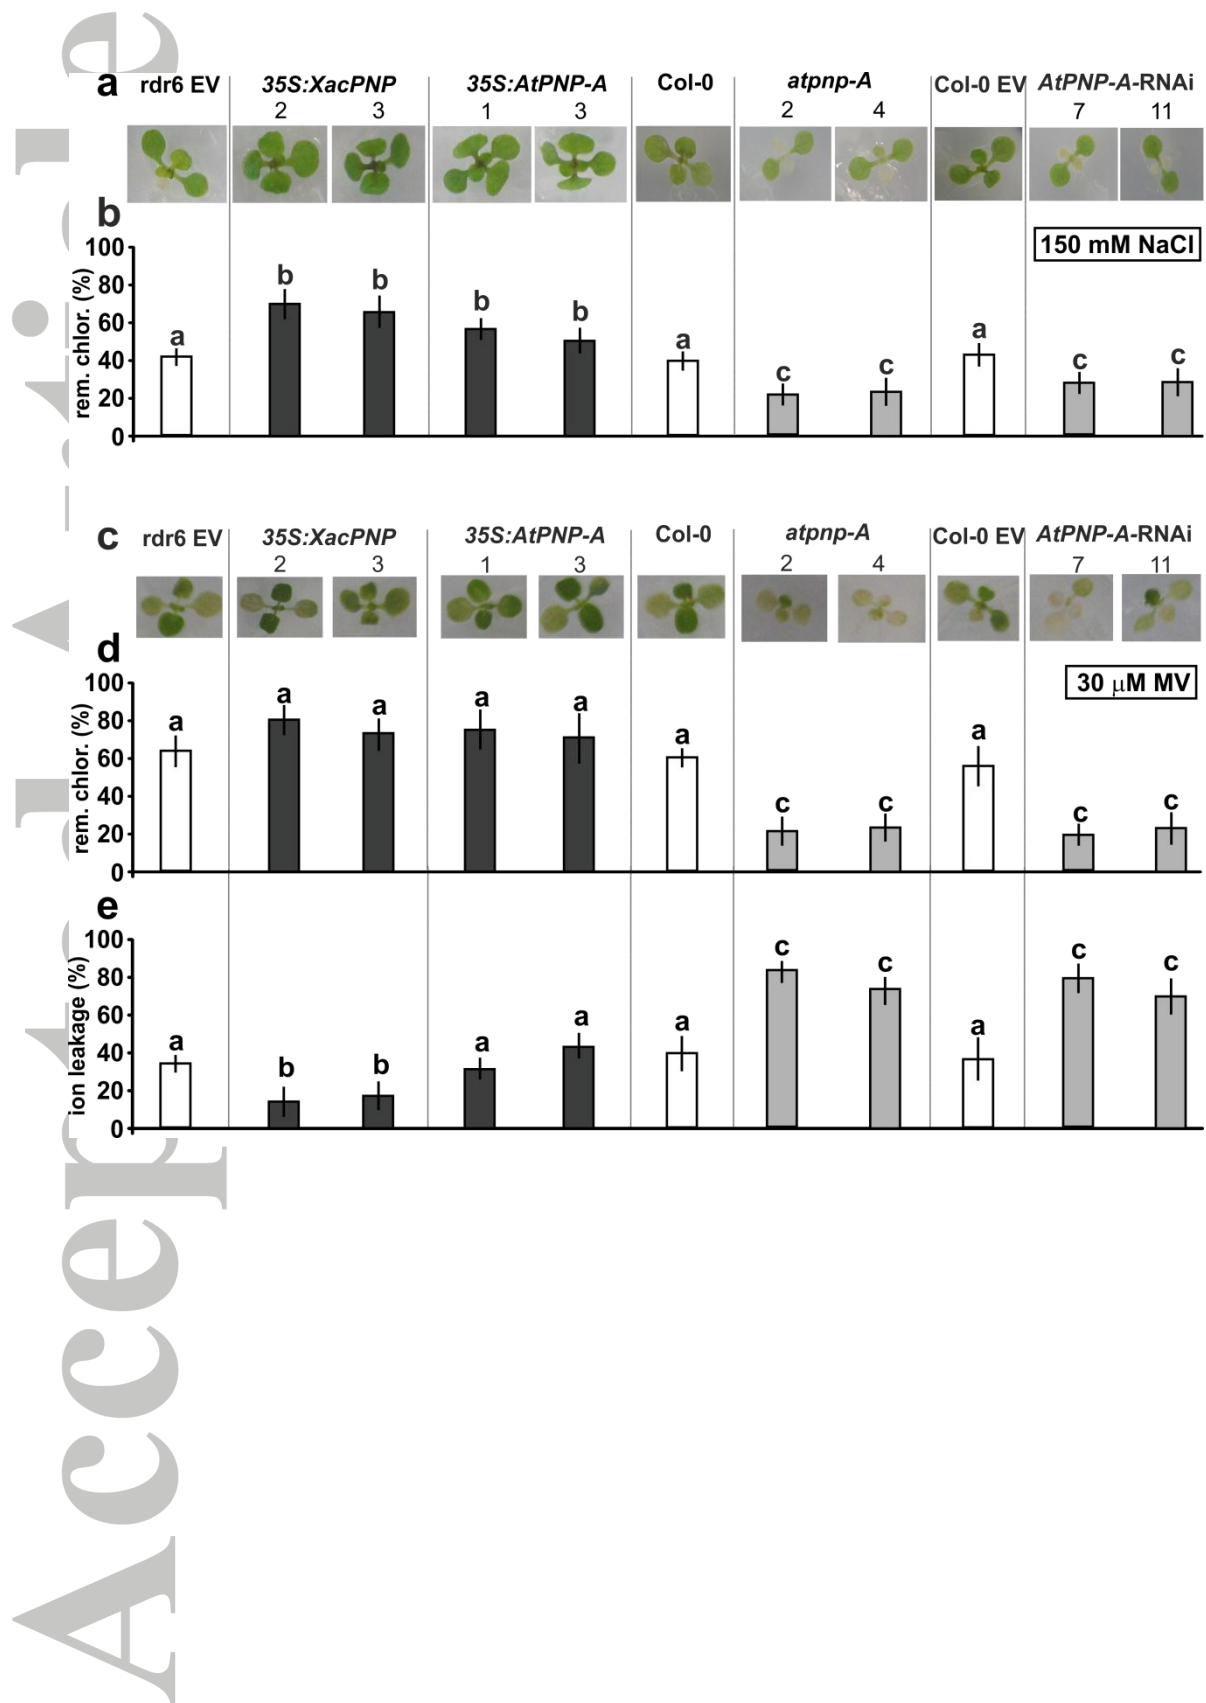 a rdr6 EV 35S:XacPNP 35S:AtPNP-A Col-0 atpnp-A Col-0 EV AtPNP-A-RNAi
2 3 1 3 2 4 7 11
b
150 mM NaCl
rem. chlor. (%)
100
80
60
40
20
0
a b b b b a c c a c c
c rdr6 EV 35S:XacPNP 35S:AtPNP-A Col-0 atpnp-A Col-0 EV AtPNP-A-RNAi
2 3 1 3 2 4 7 11
d
30 µM MV
rem. chlor. (%)
100
80
60
40
20
0
a a a a a a c c a c c
e
ion leakage (%)
100
80
60
40
20
0
a b b a a a c c a c c